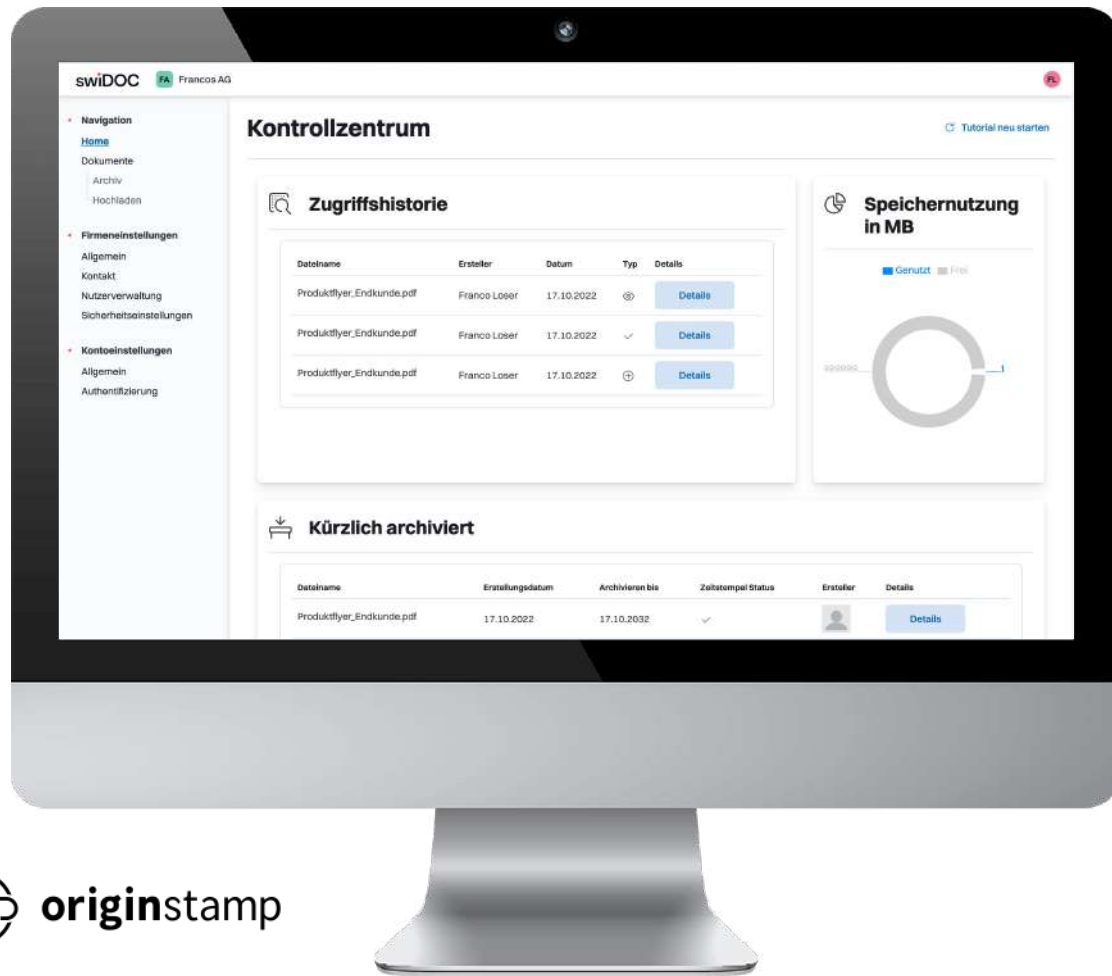 swiDOC FA Francos AG FL
Navigation
Home
Dokumente
Archiv
Hochladen
Firmeneinstellungen
Allgemein
Kontakt
Nutzerverwaltung
Sicherheitseinstellungen
Kontoeinstellungen
Allgemein
Authentifizierung
Kontrollzentrum
Tutorial neu starten
Zugriffshistorie
Dateiname Ersteller Datum Typ Details
Produktflyer_Endkunde.pdf Franco Loser 17.10.2022 Details
Produktflyer_Endkunde.pdf Franco Loser 17.10.2022 Details
Produktflyer_Endkunde.pdf Franco Loser 17.10.2022 Details
Speichernutzung
in MB
Genutzt Frei
999999
1
Kürzlich archiviert
Dateiname Erstellungsdatum Archivieren bis Zeitstempel Status Ersteller Details
Produktflyer_Endkunde.pdf 17.10.2022 17.10.2032 Details
originstamp